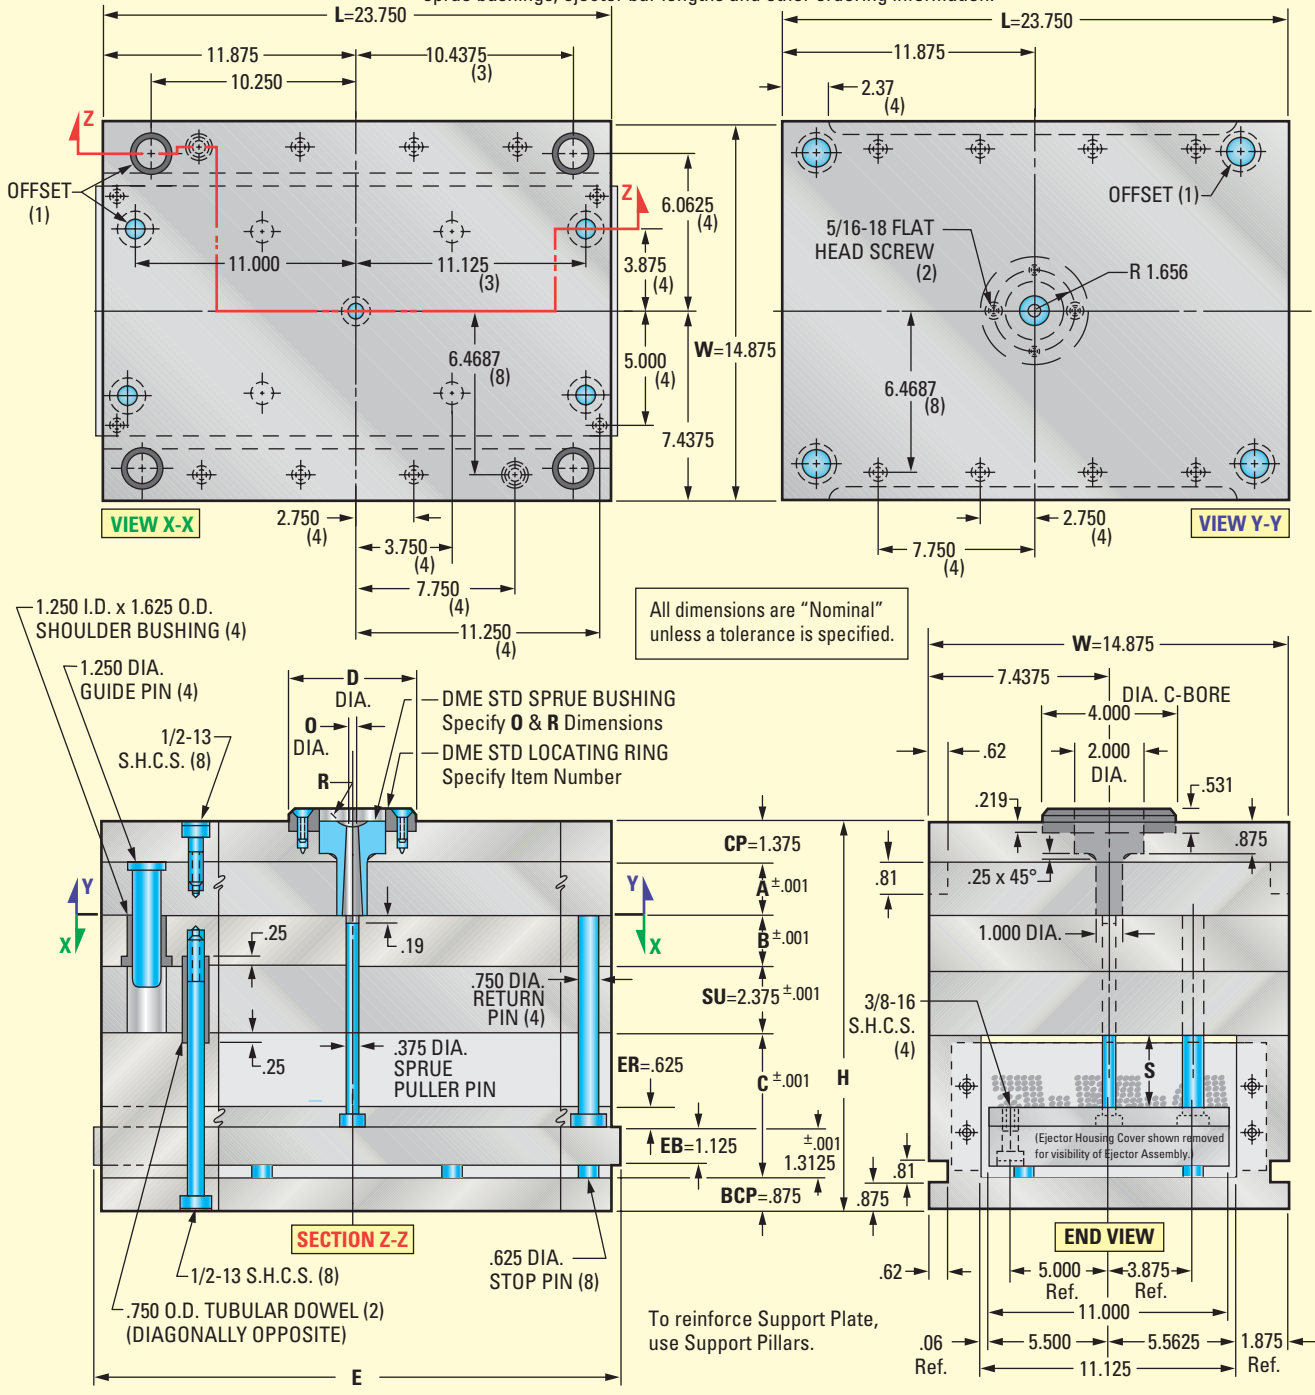 sprue bushings, ejector bar lengths and other ordering information.
L=23.750
11.875
10.4375
(3)
10.250
Z
OFFSET
(1)
Z
6.0625
(4)
3.875
(4)
11.000
11.125
(3)
6.4687
(8)
5.000
(4)
W=14.875
7.4375
VIEW X-X
2.750
(4)
3.750
(4)
7.750
(4)
11.250
(4)
L=23.750
11.875
2.37
(4)
OFFSET (1)
5/16-18 FLAT
HEAD SCREW
(2)
R 1.656
6.4687
(8)
2.750
(4)
7.750
(4)
VIEW Y-Y
All dimensions are “Nominal”
unless a tolerance is specified.
1.250 I.D. x 1.625 O.D.
SHOULDER BUSHING (4)
1.250 DIA.
GUIDE PIN (4)
1/2-13
S.H.C.S. (8)
D
DIA.
O
DIA.
R
DME STD SPRUE BUSHING
Specify O & R Dimensions
DME STD LOCATING RING
Specify Item Number
CP=1.375
Y
X
Y
X
A ±.001
B ±.001
.25
.19
.750 DIA.
RETURN
PIN (4)
SU=2.375 ±.001
.25
.375 DIA.
SPRUE
PULLER PIN
ER=.625
C ±.001
H
EB=1.125
±.001
1.3125
BCP=.875
SECTION Z-Z
1/2-13 S.H.C.S. (8)
.625 DIA.
STOP PIN (8)
.750 O.D. TUBULAR DOWEL (2)
(DIAGONALLY OPPOSITE)
E
To reinforce Support Plate,
use Support Pillars.
W=14.875
7.4375
DIA. C-BORE
4.000
.62
2.000
DIA.
.219
.531
.875
.81
.25 x 45°
1.000 DIA.
3/8-16
S.H.C.S.
(4)
S
(Ejector Housing Cover shown removed
for visibility of Ejector Assembly.)
.81
.875
END VIEW
.62
5.000
Ref.
3.875
Ref.
11.000
.06
Ref.
5.500
5.5625
1.875
Ref.
11.125